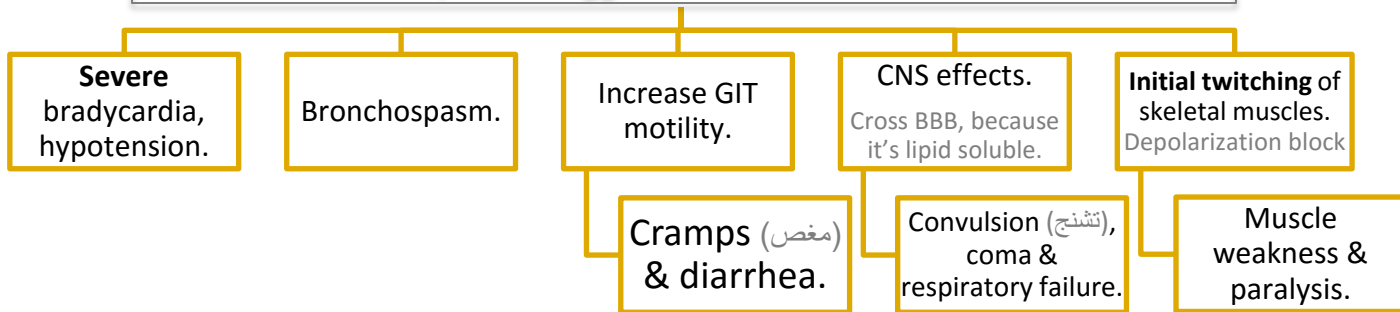 Severe
bradycardia,
hypotension.
Bronchospasm.
Increase GIT
motility.
CNS effects.
Cross BBB, because
it’s lipid soluble.
Initial twitching of
skeletal muscles.
Depolarization block
Cramps (مغص)
& diarrhea.
Convulsion (تشنج),
coma &
respiratory failure.
Muscle
weakness &
paralysis.